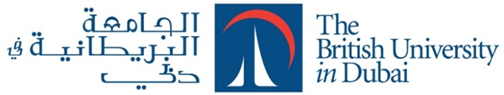 الجامعة
البريطانية في
دبي
The
British University
in Dubai